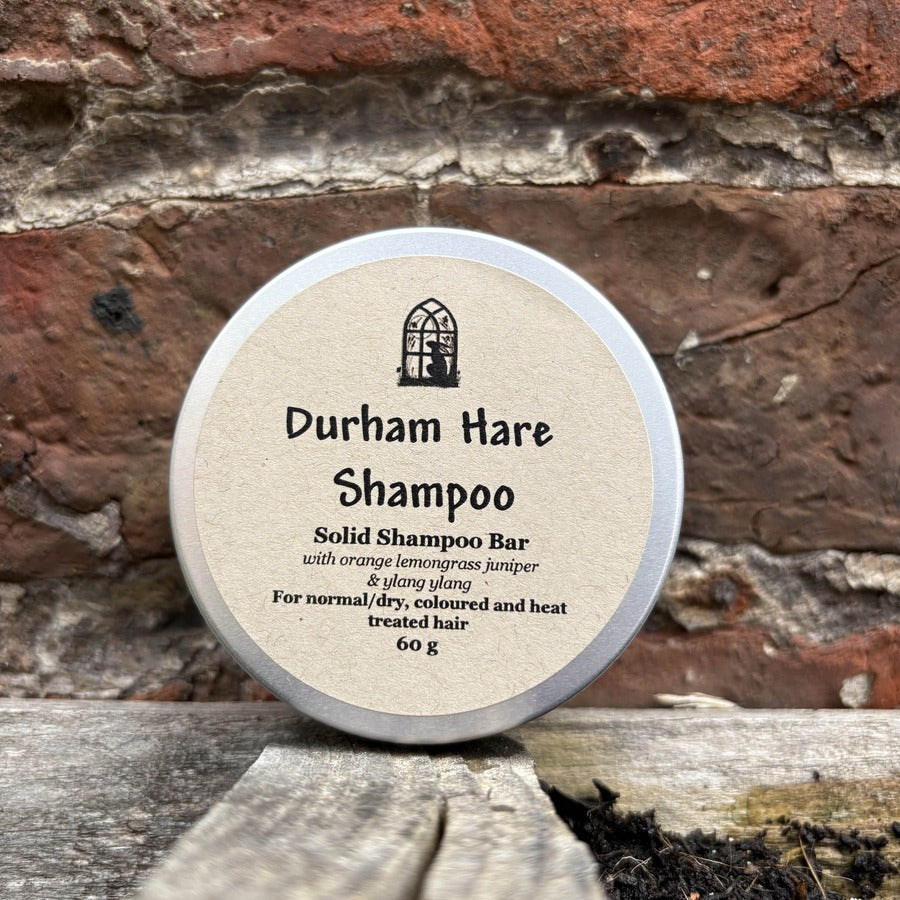 Durham Hare
Shampoo
Solid Shampoo Bar
with orange lemongrass juniper
& ylang ylang
For normal/dry, coloured and heat
treated hair
60 g